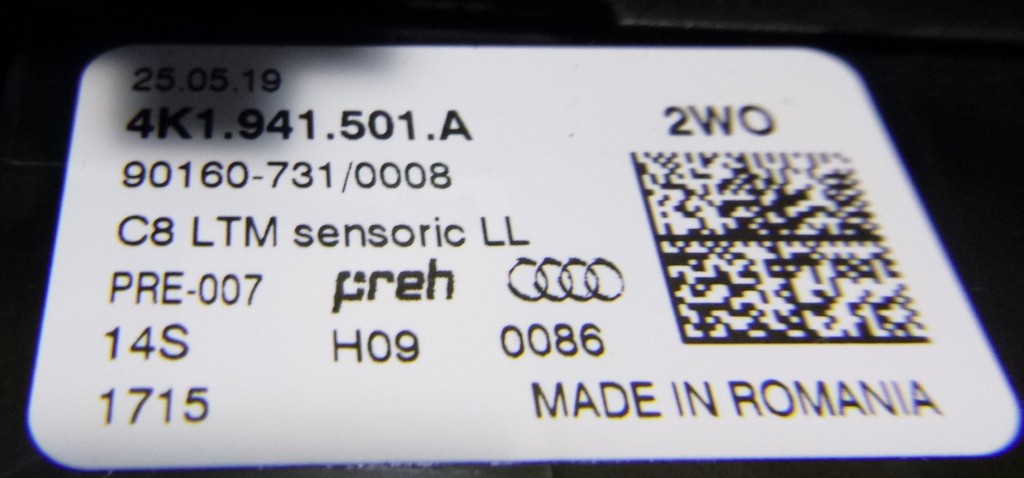 25.05.19
4K1.941.501.A
2WO
90160-731/0008
C8 LTM sensoric LL
PRE-007 preh
14S H09 0086
1715 MADE IN ROMANIA